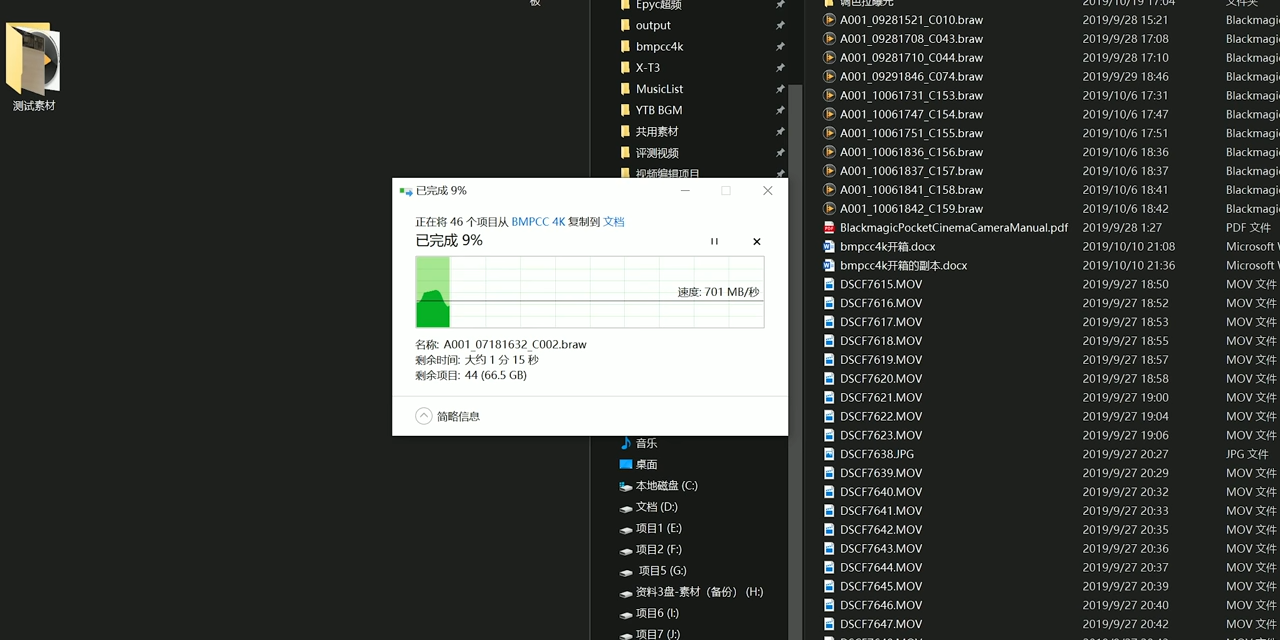 板
测试素材
Epyc超频
output
bmpcc4k
X-T3
MusicList
YTB BGM
共用素材
评测视频
视频编辑项目
已完成 9%
正在将 46 个项目从 BMPCC 4K 复制到 文档
已完成 9%
速度: 701 MB/秒
名称: A001_07181632_C002.braw
剩余时间: 大约 1 分 15 秒
剩余项目: 44 (66.5 GB)
简略信息
音乐
桌面
本地磁盘 (C:)
文档 (D:)
项目1 (E:)
项目2 (F:)
项目5 (G:)
资料3盘-素材（备份） (H:)
项目6 (I:)
项目7 (J:)
调色拉曝光 2019/10/19 17:04 文件夹
A001_09281521_C010.braw 2019/9/28 15:21 Blackmagic
A001_09281708_C043.braw 2019/9/28 17:08 Blackmagic
A001_09281710_C044.braw 2019/9/28 17:10 Blackmagic
A001_09291846_C074.braw 2019/9/29 18:46 Blackmagic
A001_10061731_C153.braw 2019/10/6 17:31 Blackmagic
A001_10061747_C154.braw 2019/10/6 17:47 Blackmagic
A001_10061751_C155.braw 2019/10/6 17:51 Blackmagic
A001_10061836_C156.braw 2019/10/6 18:36 Blackmagic
A001_10061837_C157.braw 2019/10/6 18:37 Blackmagic
A001_10061841_C158.braw 2019/10/6 18:41 Blackmagic
A001_10061842_C159.braw 2019/10/6 18:42 Blackmagic
BlackmagicPocketCinemaCameraManual.pdf 2019/9/28 1:27 PDF 文件
bmpcc4k开箱.docx 2019/10/10 21:08 Microsoft W
bmpcc4k开箱的副本.docx 2019/10/10 21:36 Microsoft W
DSCF7615.MOV 2019/9/27 18:50 MOV 文件
DSCF7616.MOV 2019/9/27 18:52 MOV 文件
DSCF7617.MOV 2019/9/27 18:53 MOV 文件
DSCF7618.MOV 2019/9/27 18:55 MOV 文件
DSCF7619.MOV 2019/9/27 18:57 MOV 文件
DSCF7620.MOV 2019/9/27 18:58 MOV 文件
DSCF7621.MOV 2019/9/27 19:00 MOV 文件
DSCF7622.MOV 2019/9/27 19:04 MOV 文件
DSCF7623.MOV 2019/9/27 19:06 MOV 文件
DSCF7638.JPG 2019/9/27 20:27 JPG 文件
DSCF7639.MOV 2019/9/27 20:29 MOV 文件
DSCF7640.MOV 2019/9/27 20:32 MOV 文件
DSCF7641.MOV 2019/9/27 20:33 MOV 文件
DSCF7642.MOV 2019/9/27 20:35 MOV 文件
DSCF7643.MOV 2019/9/27 20:36 MOV 文件
DSCF7644.MOV 2019/9/27 20:37 MOV 文件
DSCF7645.MOV 2019/9/27 20:39 MOV 文件
DSCF7646.MOV 2019/9/27 20:40 MOV 文件
DSCF7647.MOV 2019/9/27 20:42 MOV 文件